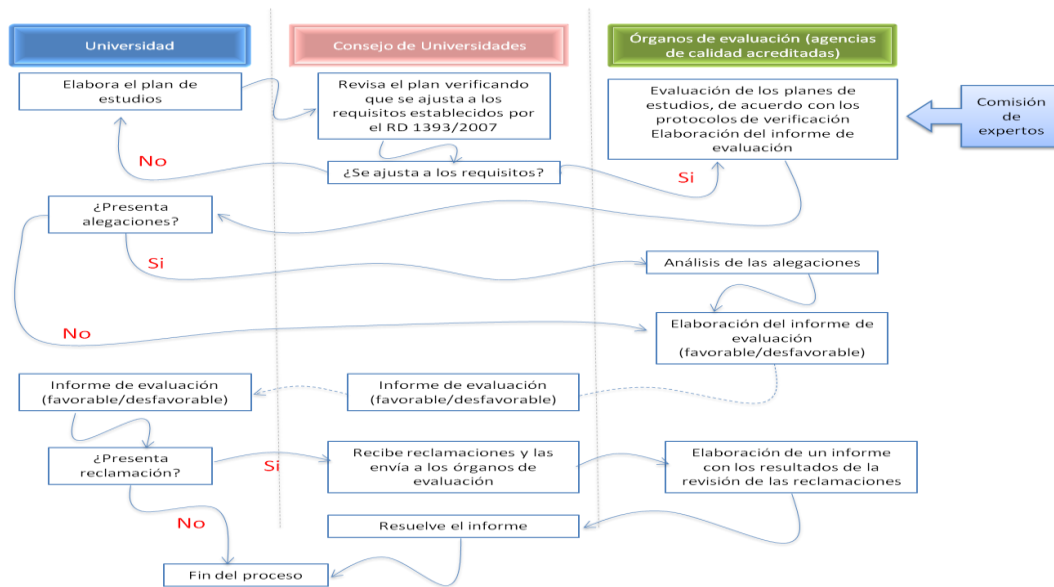 Universidad
Consejo de Universidades
Órganos de evaluación (agencias
de calidad acreditadas)
Elabora el plan de
estudios
Revisa el plan verificando
que se ajusta a los
requisitos establecidos
por el RD 1393/2007
Evaluación de los planes
de estudios, de acuerdo con los
protocolos de verificación
Elaboración del informe de
evaluación
Comisión
de
expertos
No
¿Se ajusta a los requisitos?
Si
¿Presenta
alegaciones?
Si
Análisis de las alegaciones
No
Elaboración del informe de
evaluación
(favorable/desfavorable)
Informe de evaluación
(favorable/desfavorable)
Informe de evaluación
(favorable/desfavorable)
¿Presenta
reclamación?
Si
Recibe reclamaciones y las
envía a los órganos de
evaluación
Elaboración de un informe
con los resultados de la
revisión de las reclamaciones
No
Resuelve el informe
Fin del proceso